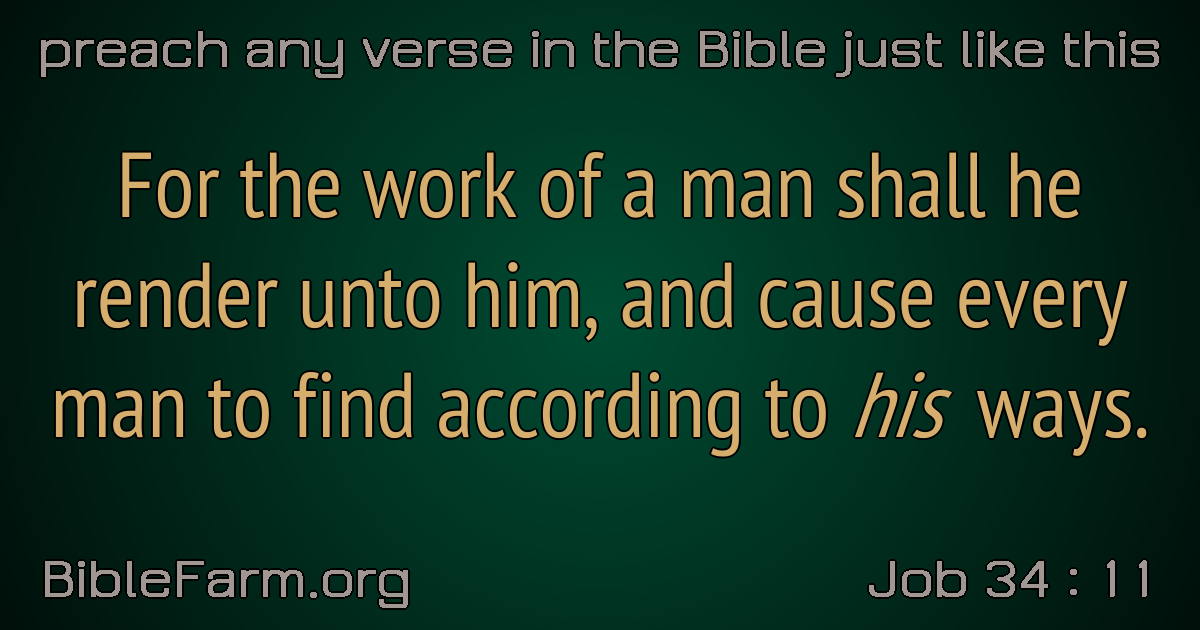 preach any verse in the Bible just like this
For the work of a man shall he
render unto him, and cause every
man to find according to his ways.
BibleFarm.org
Job 34 : 11